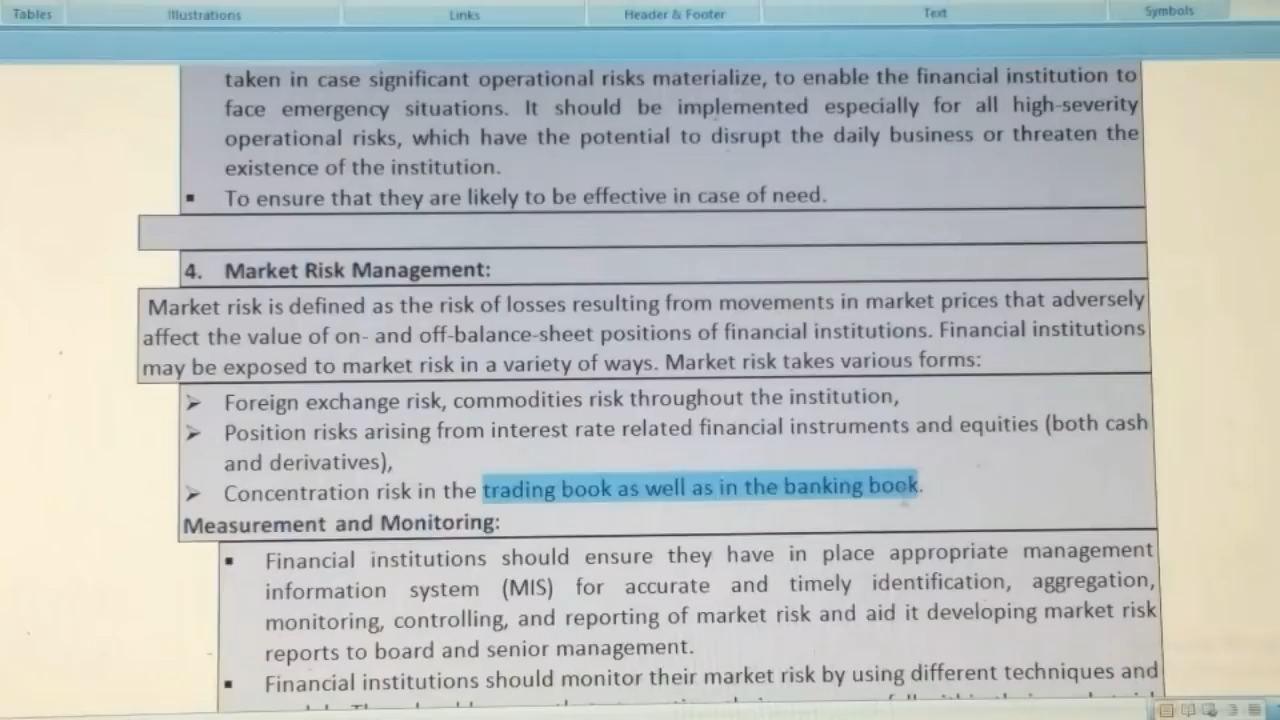 Tables Illustrations Links Header & Footer Text Symbols
taken in case significant operational risks materialize, to enable the financial institution to
face emergency situations. It should be implemented especially for all high-severity
operational risks, which have the potential to disrupt the daily business or threaten the
existence of the institution.
▪ To ensure that they are likely to be effective in case of need.
4. Market Risk Management:
Market risk is defined as the risk of losses resulting from movements in market prices that adversely
affect the value of on- and off-balance-sheet positions of financial institutions. Financial institutions
may be exposed to market risk in a variety of ways. Market risk takes various forms:
➢ Foreign exchange risk, commodities risk throughout the institution,
➢ Position risks arising from interest rate related financial instruments and equities (both cash
and derivatives),
➢ Concentration risk in the trading book as well as in the banking book.
Measurement and Monitoring:
▪ Financial institutions should ensure they have in place appropriate management
information system (MIS) for accurate and timely identification, aggregation,
monitoring, controlling, and reporting of market risk and aid it developing market risk
reports to board and senior management.
▪ Financial institutions should monitor their market risk by using different techniques and